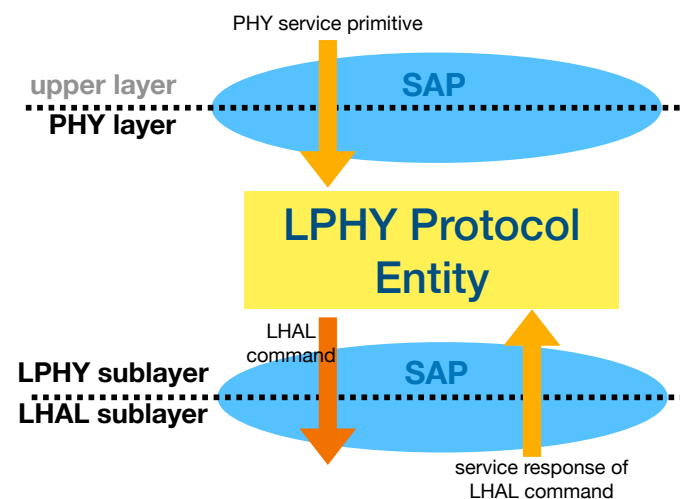 PHY service primitive
upper layer
SAP
PHY layer
LPHY Protocol
Entity
LHAL
command
LPHY sublayer
SAP
LHAL sublayer
service response of
LHAL command